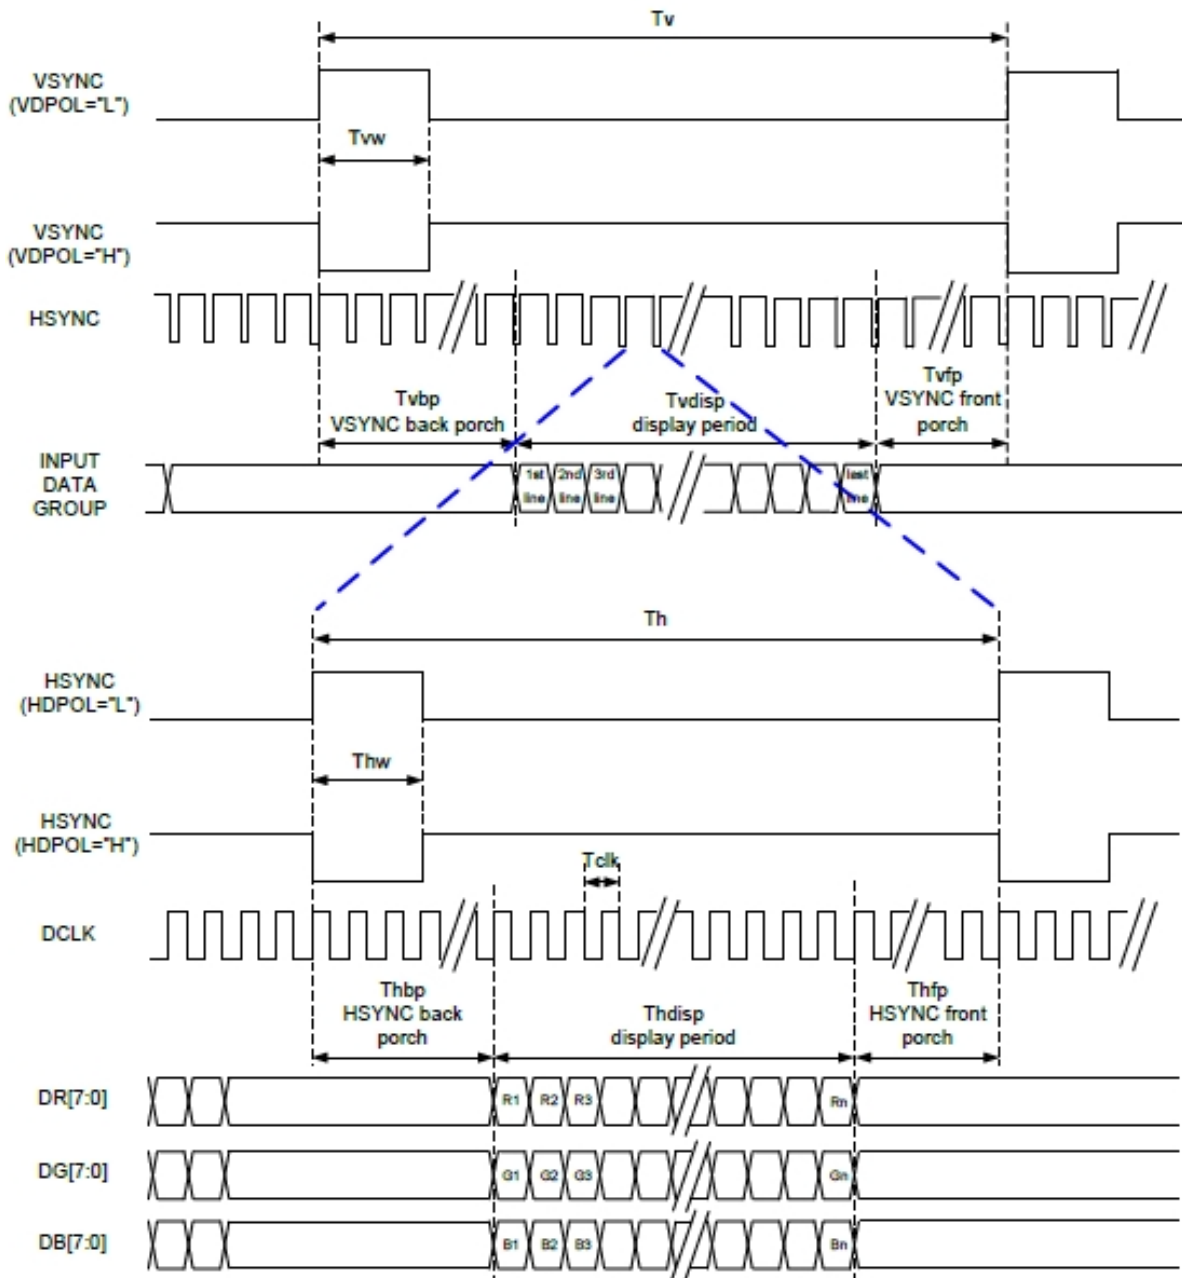 Tv
VSYNC
(VDPOL="L")
Tvw
VSYNC
(VDPOL="H")
HSYNC
Tvbp
VSYNC back porch
Tvdisp
display period
Tvfp
VSYNC front
porch
INPUT
DATA
GROUP
1st
line
2nd
line
3rd
line
last
line
Th
HSYNC
(HDPOL="L")
Thw
HSYNC
(HDPOL="H")
Tclk
DCLK
Thbp
HSYNC back
porch
Thdisp
display period
Thfp
HSYNC front
porch
DR[7:0]
R1
R2
R3
Rn
DG[7:0]
G1
G2
G3
Gn
DB[7:0]
B1
B2
B3
Bn